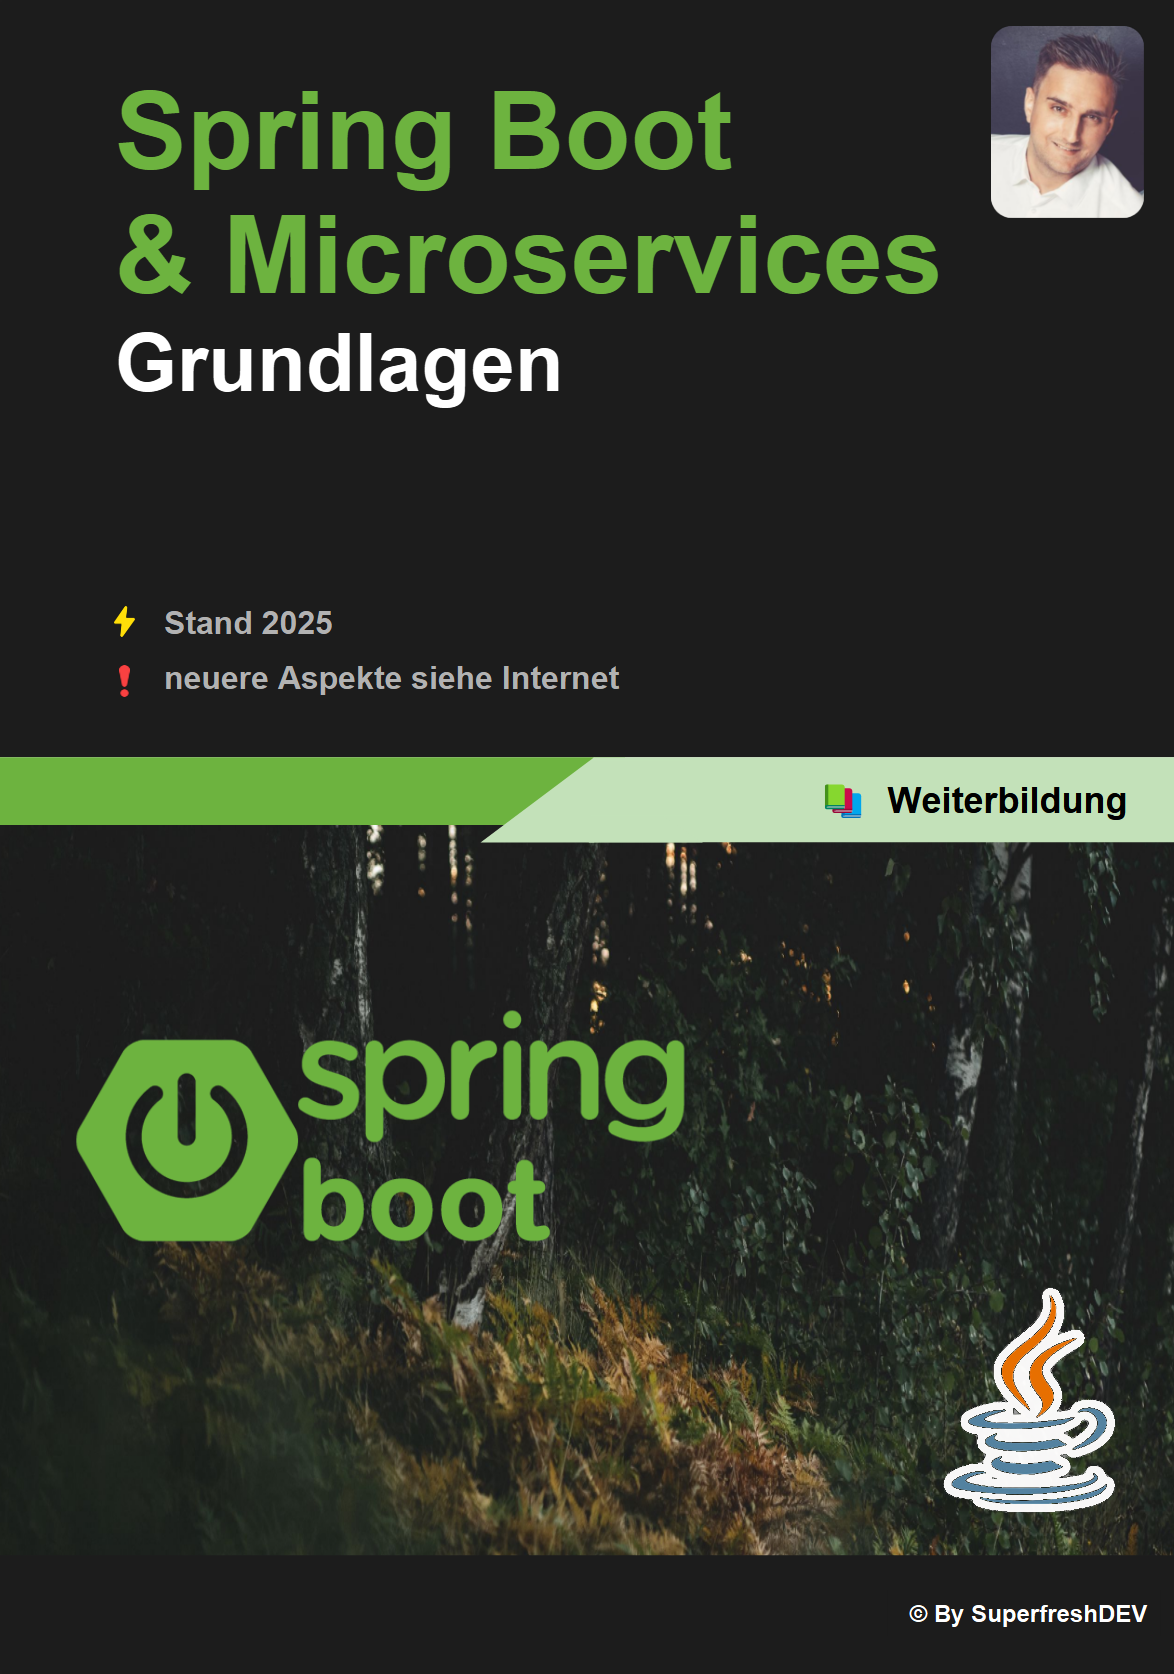 Spring Boot
& Microservices
Grundlagen
Stand 2025
neuere Aspekte siehe Internet
Weiterbildung
spring
boot
© By SuperfreshDEV